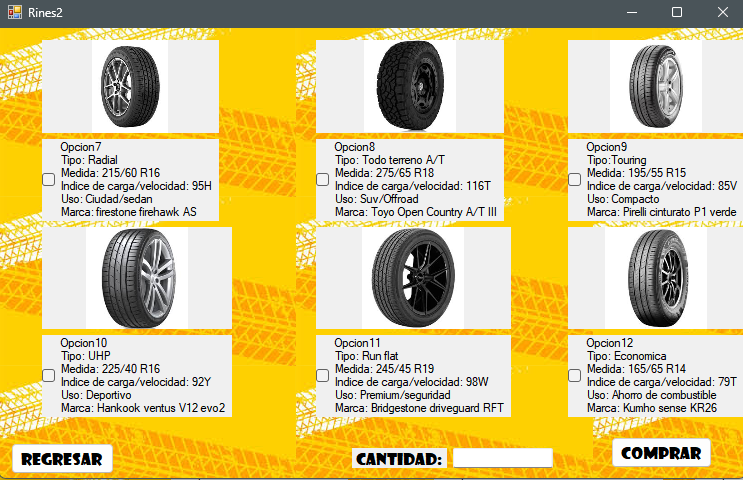 Rines2
Opcion7
Tipo: Radial
Medida: 215/60 R16
Indice de carga/velocidad: 95H
Uso: Ciudad/sedan
Marca: firestone firehawk AS
Opcion8
Tipo: Todo terreno A/T
Medida: 275/65 R18
Indice de carga/velocidad: 116T
Uso: Suv/Offroad
Marca: Toyo Open Country A/T III
Opcion9
Tipo:Touring
Medida: 195/55 R15
Indice de carga/velocidad: 85V
Uso: Compacto
Marca: Pirelli cinturato P1 verde
Opcion10
Tipo: UHP
Medida: 225/40 R16
Indice de carga/velocidad: 92Y
Uso: Deportivo
Marca: Hankook ventus V12 evo2
Opcion11
Tipo: Run flat
Medida: 245/45 R19
Indice de carga/velocidad: 98W
Uso: Premium/seguridad
Marca: Bridgestone driveguard RFT
Opcion12
Tipo: Economica
Medida: 165/65 R14
Indice de carga/velocidad: 79T
Uso: Ahorro de combustible
Marca: Kumho sense KR26
REGRESAR
CANTIDAD:
COMPRAR